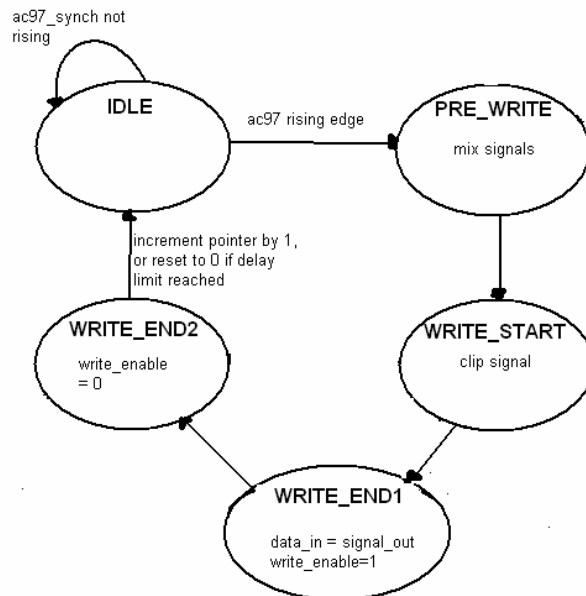 ac97_synch not
rising
IDLE
ac97 rising edge
PRE_WRITE
mix signals
increment pointer by 1,
or reset to 0 if delay
limit reached
WRITE_END2
write_enable
= 0
WRITE_START
clip signal
WRITE_END1
data_in = signal_out
write_enable=1